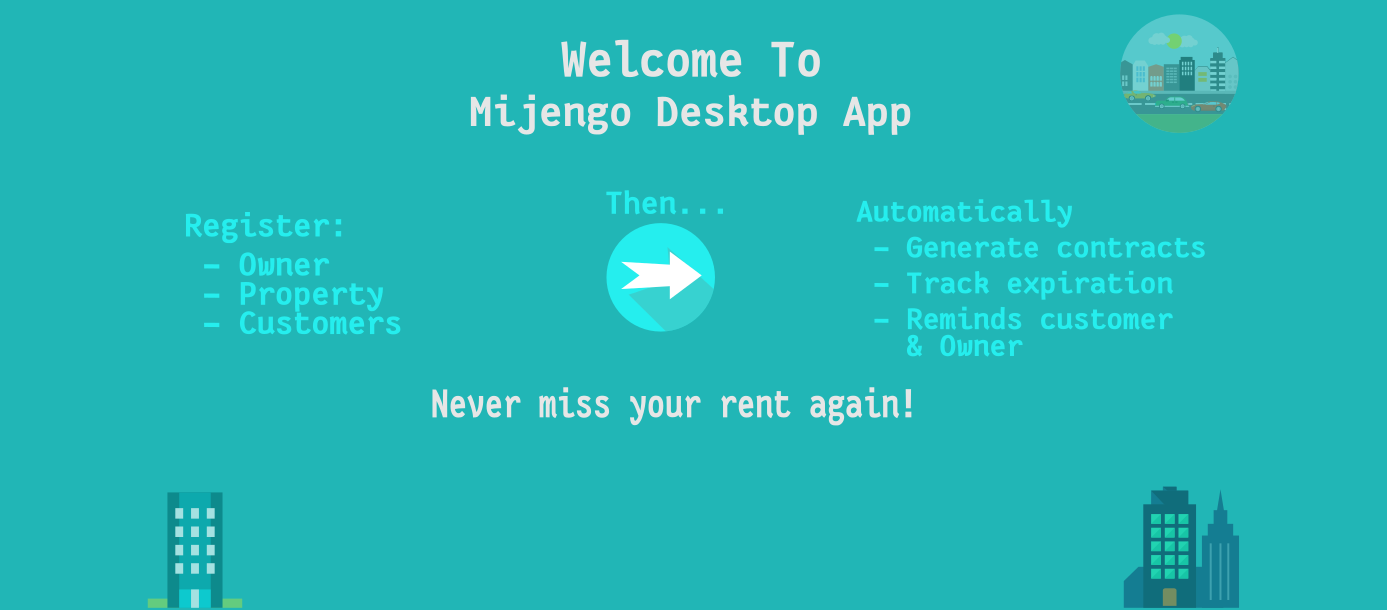 Welcome To
Mijengo Desktop App
Register:
– Owner
– Property
– Customers
Then...
Automatically
– Generate contracts
– Track expiration
– Reminds customer
& Owner
Never miss your rent again!